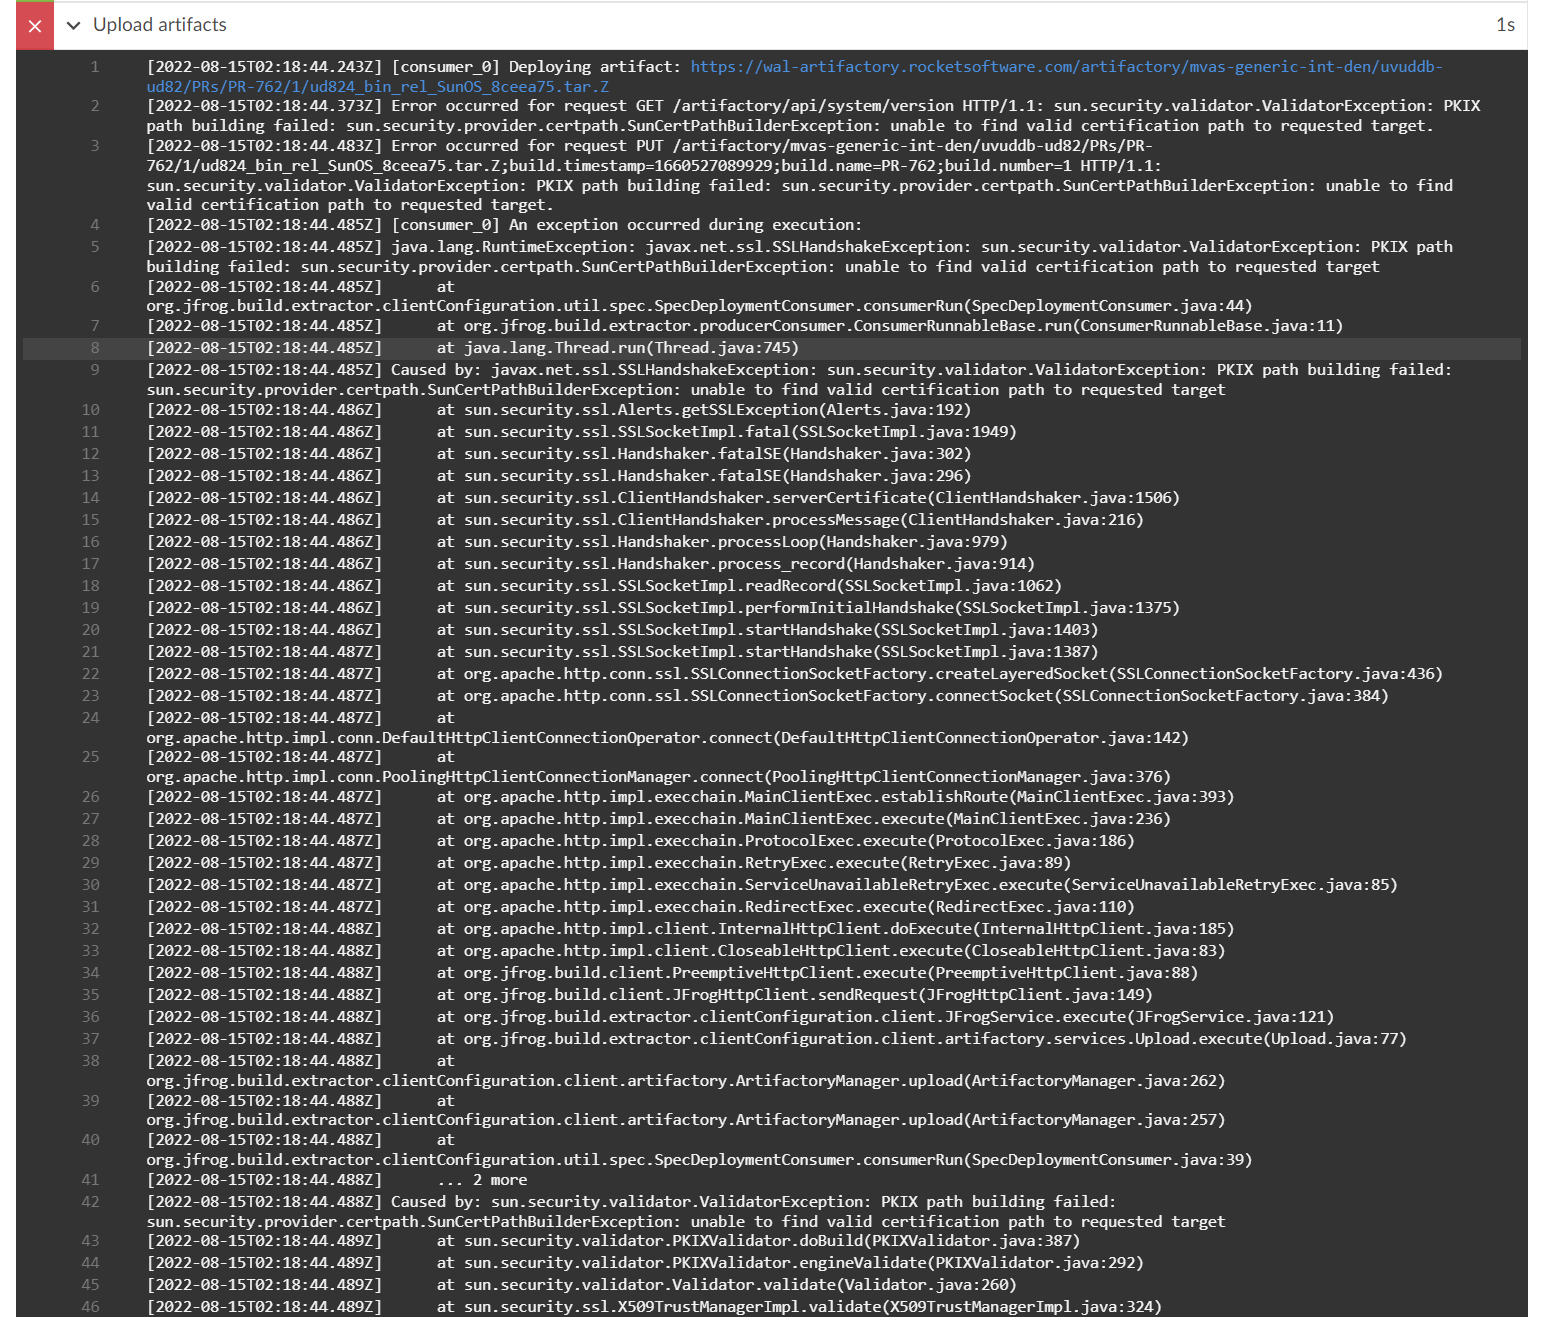 Upload artifacts
1s
1 [2022-08-15T02:18:44.243Z] [consumer_0] Deploying artifact: https://wal-artifactory.rocketsoftware.com/artifactory/mvas-generic-int-den/uvuddb-
ud82/PRs/PR-762/1/ud824_bin_rel_SunOS_8ceea75.tar.Z
2 [2022-08-15T02:18:44.373Z] Error occurred for request GET /artifactory/api/system/version HTTP/1.1: sun.security.validator.ValidatorException: PKIX
path building failed: sun.security.provider.certpath.SunCertPathBuilderException: unable to find valid certification path to requested target.
3 [2022-08-15T02:18:44.483Z] Error occurred for request PUT /artifactory/mvas-generic-int-den/uvuddb-ud82/PRs/PR-
762/1/ud824_bin_rel_SunOS_8ceea75.tar.Z;build.timestamp=1660527089929;build.name=PR-762;build.number=1 HTTP/1.1:
sun.security.validator.ValidatorException: PKIX path building failed: sun.security.provider.certpath.SunCertPathBuilderException: unable to find
valid certification path to requested target.
4 [2022-08-15T02:18:44.485Z] [consumer_0] An exception occurred during execution:
5 [2022-08-15T02:18:44.485Z] java.lang.RuntimeException: javax.net.ssl.SSLHandshakeException: sun.security.validator.ValidatorException: PKIX path
building failed: sun.security.provider.certpath.SunCertPathBuilderException: unable to find valid certification path to requested target
6 [2022-08-15T02:18:44.485Z] at
org.jfrog.build.extractor.clientConfiguration.util.spec.SpecDeploymentConsumer.consumerRun(SpecDeploymentConsumer.java:44)
7 [2022-08-15T02:18:44.485Z] at org.jfrog.build.extractor.producerConsumer.ConsumerRunnableBase.run(ConsumerRunnableBase.java:11)
8 [2022-08-15T02:18:44.485Z] at java.lang.Thread.run(Thread.java:745)
9 [2022-08-15T02:18:44.485Z] Caused by: javax.net.ssl.SSLHandshakeException: sun.security.validator.ValidatorException: PKIX path building failed:
sun.security.provider.certpath.SunCertPathBuilderException: unable to find valid certification path to requested target
10 [2022-08-15T02:18:44.486Z] at sun.security.ssl.Alerts.getSSLException(Alerts.java:192)
11 [2022-08-15T02:18:44.486Z] at sun.security.ssl.SSLSocketImpl.fatal(SSLSocketImpl.java:1949)
12 [2022-08-15T02:18:44.486Z] at sun.security.ssl.Handshaker.fatalSE(Handshaker.java:302)
13 [2022-08-15T02:18:44.486Z] at sun.security.ssl.Handshaker.fatalSE(Handshaker.java:296)
14 [2022-08-15T02:18:44.486Z] at sun.security.ssl.ClientHandshaker.serverCertificate(ClientHandshaker.java:1506)
15 [2022-08-15T02:18:44.486Z] at sun.security.ssl.ClientHandshaker.processMessage(ClientHandshaker.java:216)
16 [2022-08-15T02:18:44.486Z] at sun.security.ssl.Handshaker.processLoop(Handshaker.java:979)
17 [2022-08-15T02:18:44.486Z] at sun.security.ssl.Handshaker.process_record(Handshaker.java:914)
18 [2022-08-15T02:18:44.486Z] at sun.security.ssl.SSLSocketImpl.readRecord(SSLSocketImpl.java:1062)
19 [2022-08-15T02:18:44.486Z] at sun.security.ssl.SSLSocketImpl.performInitialHandshake(SSLSocketImpl.java:1375)
20 [2022-08-15T02:18:44.486Z] at sun.security.ssl.SSLSocketImpl.startHandshake(SSLSocketImpl.java:1403)
21 [2022-08-15T02:18:44.487Z] at sun.security.ssl.SSLSocketImpl.startHandshake(SSLSocketImpl.java:1387)
22 [2022-08-15T02:18:44.487Z] at org.apache.http.conn.ssl.SSLConnectionSocketFactory.createLayeredSocket(SSLConnectionSocketFactory.java:436)
23 [2022-08-15T02:18:44.487Z] at org.apache.http.conn.ssl.SSLConnectionSocketFactory.connectSocket(SSLConnectionSocketFactory.java:384)
24 [2022-08-15T02:18:44.487Z] at
org.apache.http.impl.conn.DefaultHttpClientConnectionOperator.connect(DefaultHttpClientConnectionOperator.java:142)
25 [2022-08-15T02:18:44.487Z] at
org.apache.http.impl.conn.PoolingHttpClientConnectionManager.connect(PoolingHttpClientConnectionManager.java:376)
26 [2022-08-15T02:18:44.487Z] at org.apache.http.impl.execchain.MainClientExec.establishRoute(MainClientExec.java:393)
27 [2022-08-15T02:18:44.487Z] at org.apache.http.impl.execchain.MainClientExec.execute(MainClientExec.java:236)
28 [2022-08-15T02:18:44.487Z] at org.apache.http.impl.execchain.ProtocolExec.execute(ProtocolExec.java:186)
29 [2022-08-15T02:18:44.487Z] at org.apache.http.impl.execchain.RetryExec.execute(RetryExec.java:89)
30 [2022-08-15T02:18:44.487Z] at org.apache.http.impl.execchain.ServiceUnavailableRetryExec.execute(ServiceUnavailableRetryExec.java:85)
31 [2022-08-15T02:18:44.487Z] at org.apache.http.impl.execchain.RedirectExec.execute(RedirectExec.java:110)
32 [2022-08-15T02:18:44.488Z] at org.apache.http.impl.client.InternalHttpClient.doExecute(InternalHttpClient.java:185)
33 [2022-08-15T02:18:44.488Z] at org.apache.http.impl.client.CloseableHttpClient.execute(CloseableHttpClient.java:83)
34 [2022-08-15T02:18:44.488Z] at org.jfrog.build.client.PreemptiveHttpClient.execute(PreemptiveHttpClient.java:88)
35 [2022-08-15T02:18:44.488Z] at org.jfrog.build.client.JFrogHttpClient.sendRequest(JFrogHttpClient.java:149)
36 [2022-08-15T02:18:44.488Z] at org.jfrog.build.extractor.clientConfiguration.client.JFrogService.execute(JFrogService.java:121)
37 [2022-08-15T02:18:44.488Z] at org.jfrog.build.extractor.clientConfiguration.client.artifactory.services.Upload.execute(Upload.java:77)
38 [2022-08-15T02:18:44.488Z] at
org.jfrog.build.extractor.clientConfiguration.client.artifactory.ArtifactoryManager.upload(ArtifactoryManager.java:262)
39 [2022-08-15T02:18:44.488Z] at
org.jfrog.build.extractor.clientConfiguration.client.artifactory.ArtifactoryManager.upload(ArtifactoryManager.java:257)
40 [2022-08-15T02:18:44.488Z] at
org.jfrog.build.extractor.clientConfiguration.util.spec.SpecDeploymentConsumer.consumerRun(SpecDeploymentConsumer.java:39)
41 [2022-08-15T02:18:44.488Z] ... 2 more
42 [2022-08-15T02:18:44.488Z] Caused by: sun.security.validator.ValidatorException: PKIX path building failed:
sun.security.provider.certpath.SunCertPathBuilderException: unable to find valid certification path to requested target
43 [2022-08-15T02:18:44.489Z] at sun.security.validator.PKIXValidator.doBuild(PKIXValidator.java:387)
44 [2022-08-15T02:18:44.489Z] at sun.security.validator.PKIXValidator.engineValidate(PKIXValidator.java:292)
45 [2022-08-15T02:18:44.489Z] at sun.security.validator.Validator.validate(Validator.java:260)
46 [2022-08-15T02:18:44.489Z] at sun.security.ssl.X509TrustManagerImpl.validate(X509TrustManagerImpl.java:324)